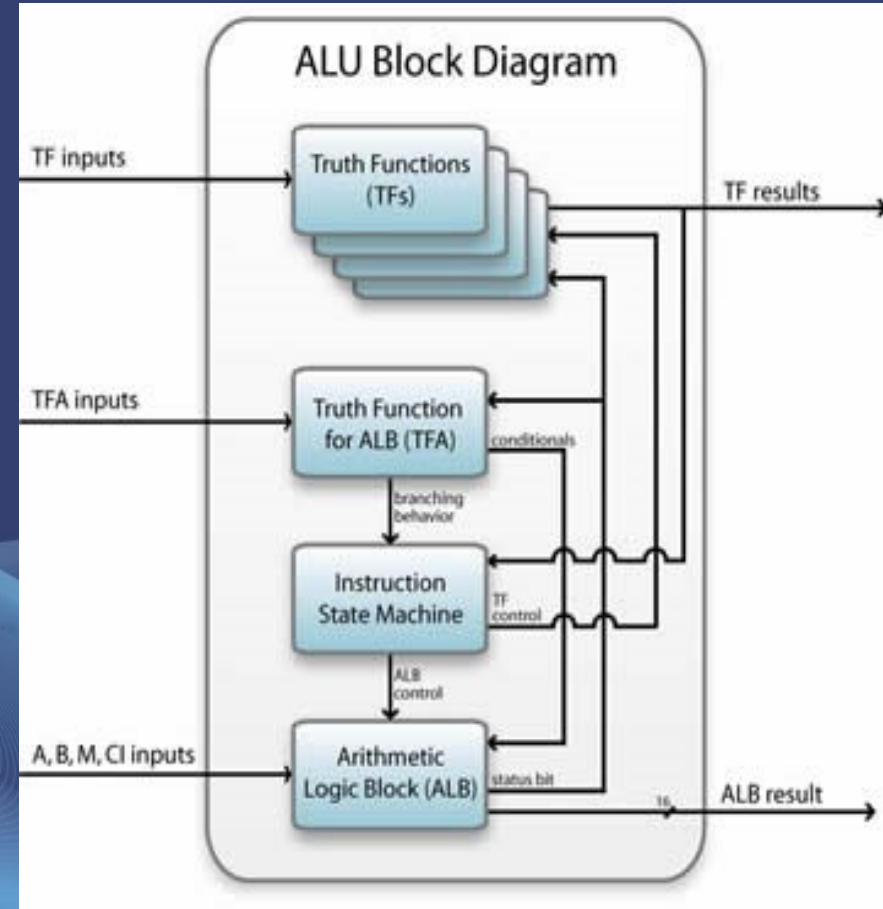 ALU Block Diagram
TF inputs
Truth Functions
(TFs)
TF results
TFA inputs
Truth Function
for ALB (TFA)
conditionals
branching
behavior
Instruction
State Machine
TF
control
ALB
control
A, B, M, CI inputs
Arithmetic
Logic Block (ALB)
status bit
16
ALB result